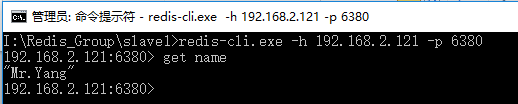 管理员: 命令提示符 - redis-cli.exe  -h 192.168.2.121 -p 6380
I:\Redis_Group\slave1>redis-cli.exe -h 192.168.2.121 -p 6380
192.168.2.121:6380> get name
"Mr.Yang"
192.168.2.121:6380>